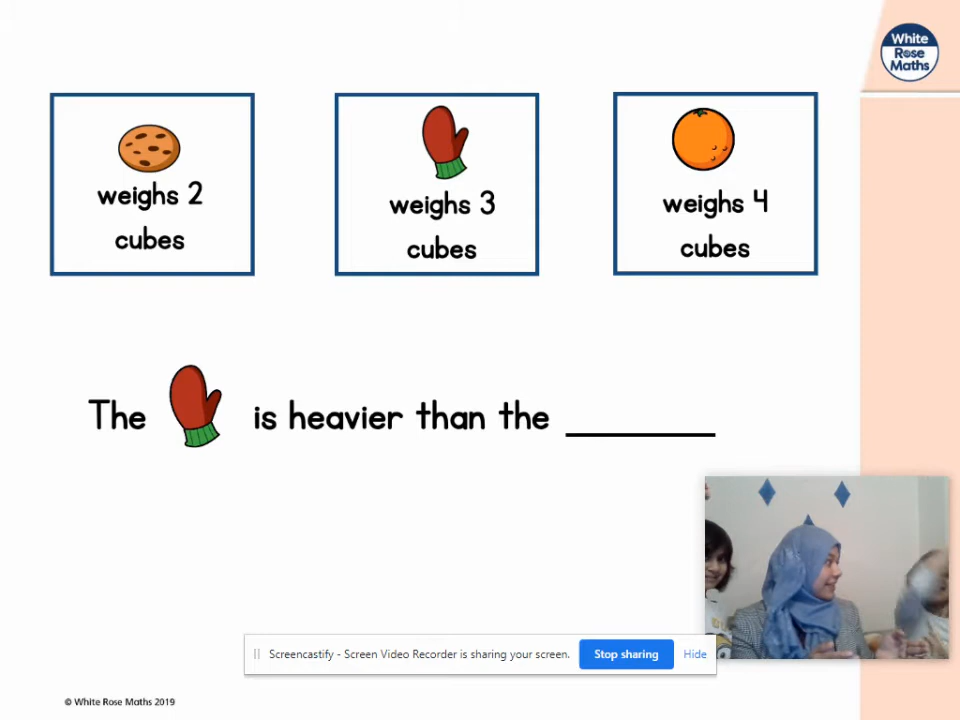 White
Rose
Maths
weighs 2
cubes
weighs 3
cubes
weighs 4
cubes
The is heavier than the ________
Screencastify - Screen Video Recorder is sharing your screen.
Stop sharing
Hide
© White Rose Maths 2019